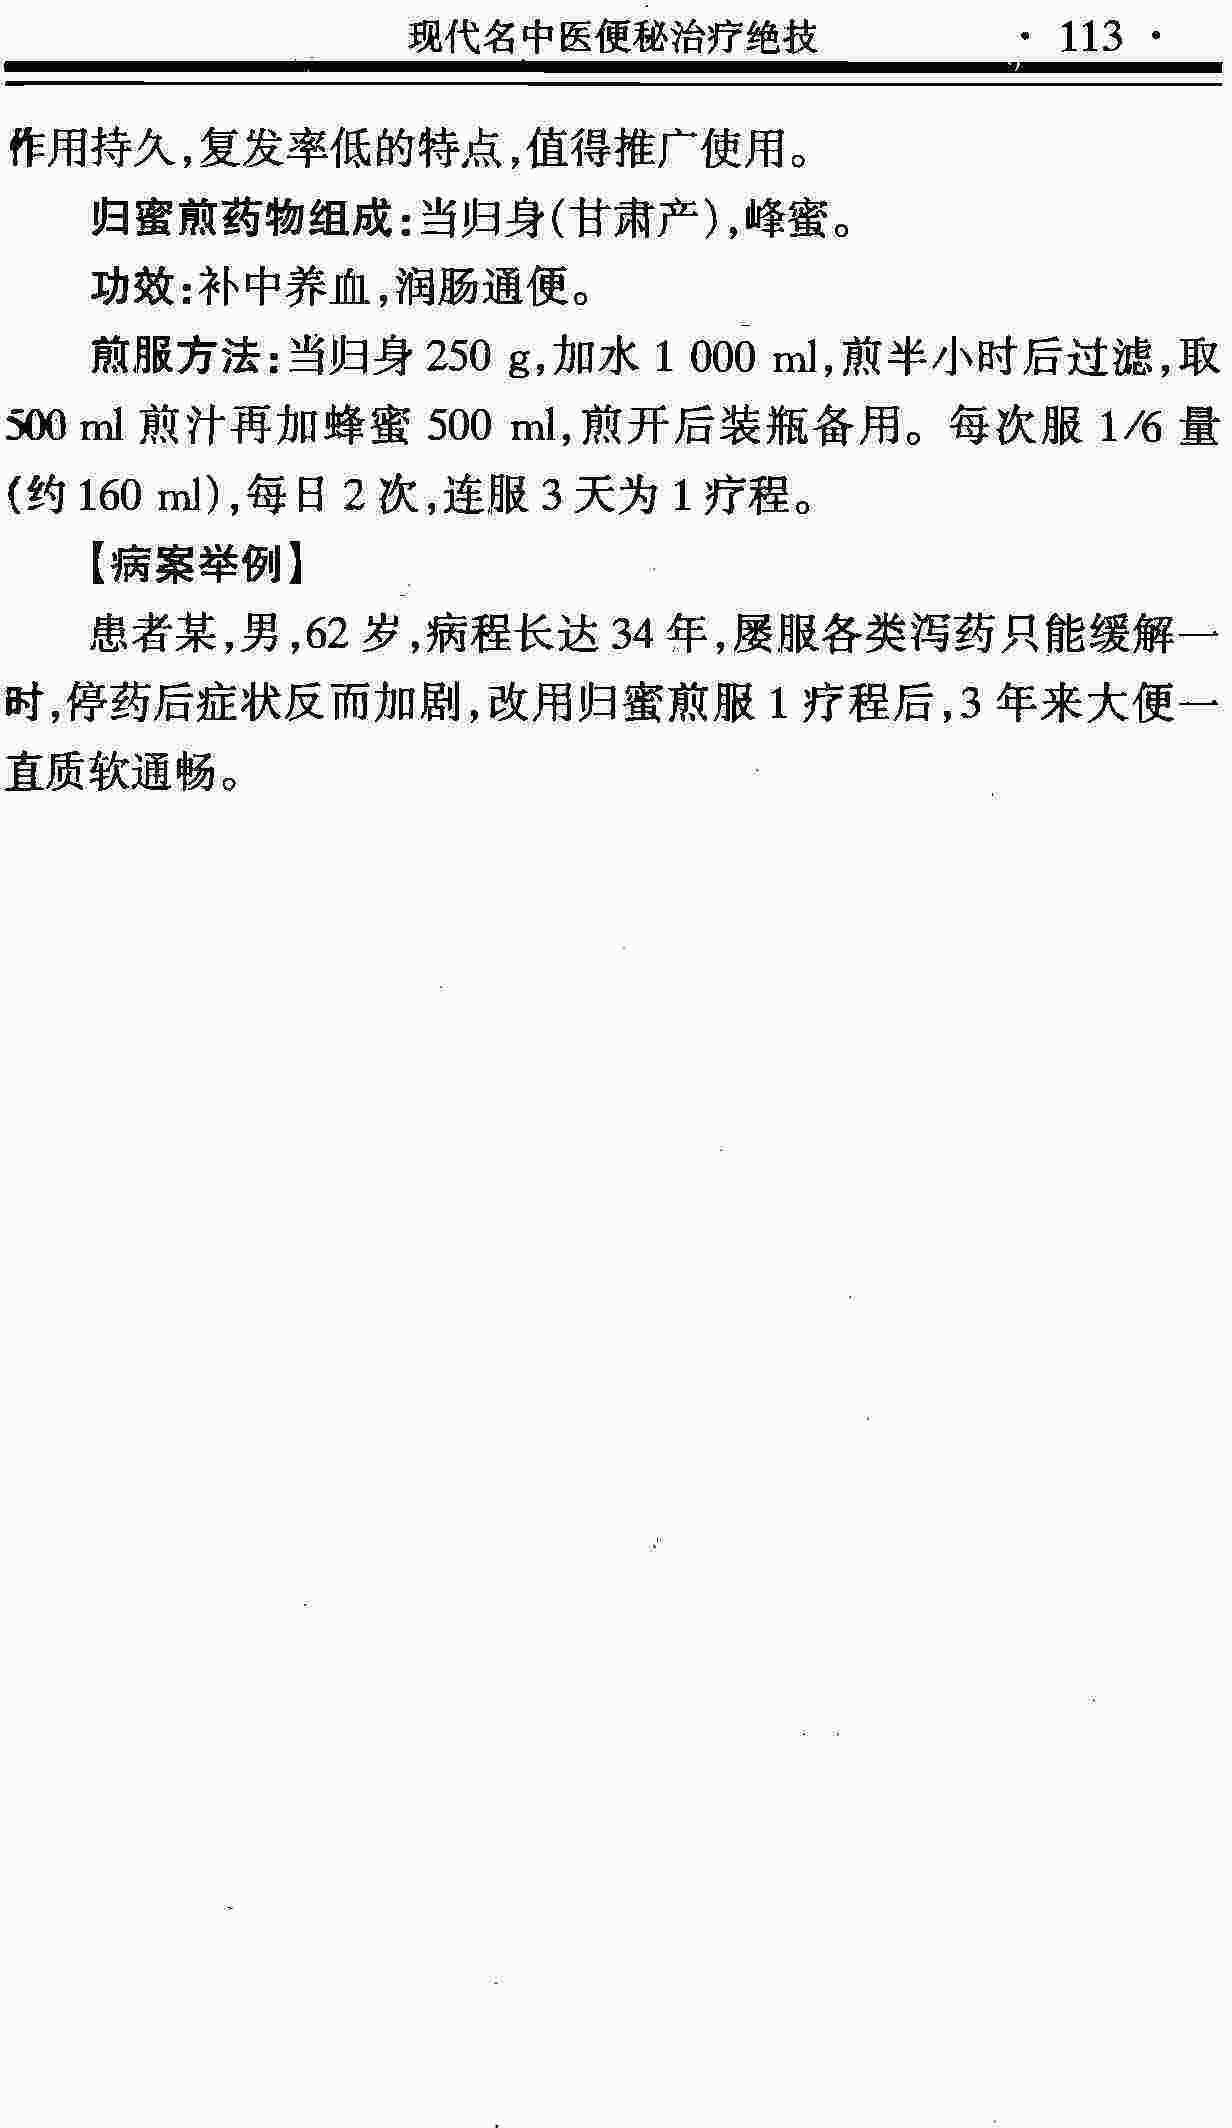 现代名中医便秘治疗绝技 · 113 ·
作用持久,复发率低的特点,值得推广使用。
归蜜煎药物组成:当归身(甘肃产),蜂蜜。
功效:补中养血,润肠通便。
煎服方法:当归身 250 g,加水 1 000 ml,煎半小时后过滤,取
500 ml 煎汁再加蜂蜜 500 ml,煎开后装瓶备用。每次服 1/6 量
(约 160 ml),每日 2 次,连服 3 天为 1 疗程。
【病案举例】
患者某,男,62 岁,病程长达 34 年,屡服各类泻药只能缓解一
时,停药后症状反而加剧,改用归蜜煎服 1 疗程后,3 年来大便一
直质软通畅。